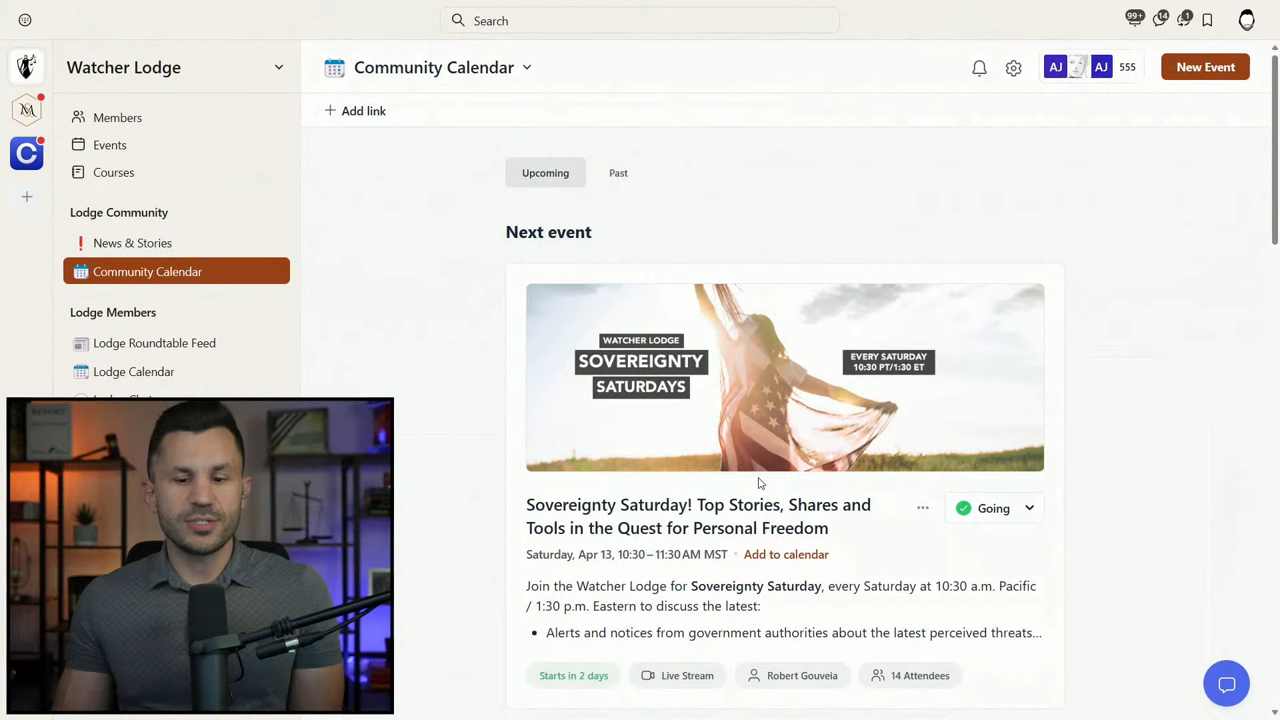 Search
99+
14
1
Watcher Lodge
Community Calendar
AJ
AJ
555
New Event
Add link
Members
Events
Courses
Lodge Community
News & Stories
Community Calendar
Lodge Members
Lodge Roundtable Feed
Lodge Calendar
Upcoming
Past
Next event
WATCHER LODGE
SOVEREIGNTY
SATURDAYS
EVERY SATURDAY
10:30 PT/1:30 ET
Sovereignty Saturday! Top Stories, Shares and
Tools in the Quest for Personal Freedom
Going
Saturday, Apr 13, 10:30 – 11:30 AM MST
Add to calendar
Join the Watcher Lodge for Sovereignty Saturday, every Saturday at 10:30 a.m. Pacific
/ 1:30 p.m. Eastern to discuss the latest:
• Alerts and notices from government authorities about the latest perceived threats...
Starts in 2 days
Live Stream
Robert Gouveia
14 Attendees